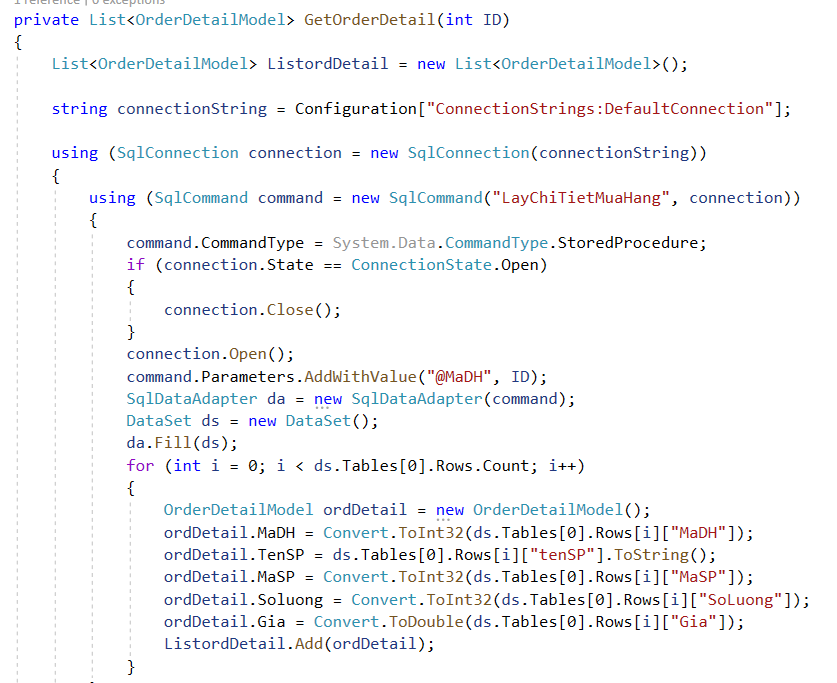 1 reference | 0 exceptions
private List<OrderDetailModel> GetOrderDetail(int ID)
{
List<OrderDetailModel> ListordDetail = new List<OrderDetailModel>();
string connectionString = Configuration["ConnectionStrings:DefaultConnection"];
using (SqlConnection connection = new SqlConnection(connectionString))
{
using (SqlCommand command = new SqlCommand("LayChiTietMuaHang", connection))
{
command.CommandType = System.Data.CommandType.StoredProcedure;
if (connection.State == ConnectionState.Open)
{
connection.Close();
}
connection.Open();
command.Parameters.AddWithValue("@MaDH", ID);
SqlDataAdapter da = new SqlDataAdapter(command);
DataSet ds = new DataSet();
da.Fill(ds);
for (int i = 0; i < ds.Tables[0].Rows.Count; i++)
{
OrderDetailModel ordDetail = new OrderDetailModel();
ordDetail.MaDH = Convert.ToInt32(ds.Tables[0].Rows[i]["MaDH"]);
ordDetail.TenSP = ds.Tables[0].Rows[i]["tenSP"].ToString();
ordDetail.MaSP = Convert.ToInt32(ds.Tables[0].Rows[i]["MaSP"]);
ordDetail.Soluong = Convert.ToInt32(ds.Tables[0].Rows[i]["SoLuong"]);
ordDetail.Gia = Convert.ToDouble(ds.Tables[0].Rows[i]["Gia"]);
ListordDetail.Add(ordDetail);
}